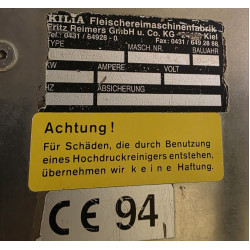 KILIA Fleischereimaschinenfabrik
Fritz Reimers GmbH u. Co. KG Kiel
Tel.: 0431 / 64928 - 0 Fax: 0431 / 649 28 88
TYPE MASCH. NR. BAUJAHR
KW AMPERE VOLT
HZ ABSICHERUNG
Achtung !
Für Schäden, die durch Benutzung
eines Hochdruckreinigers entstehen,
übernehmen wir keine Haftung.
CE 94